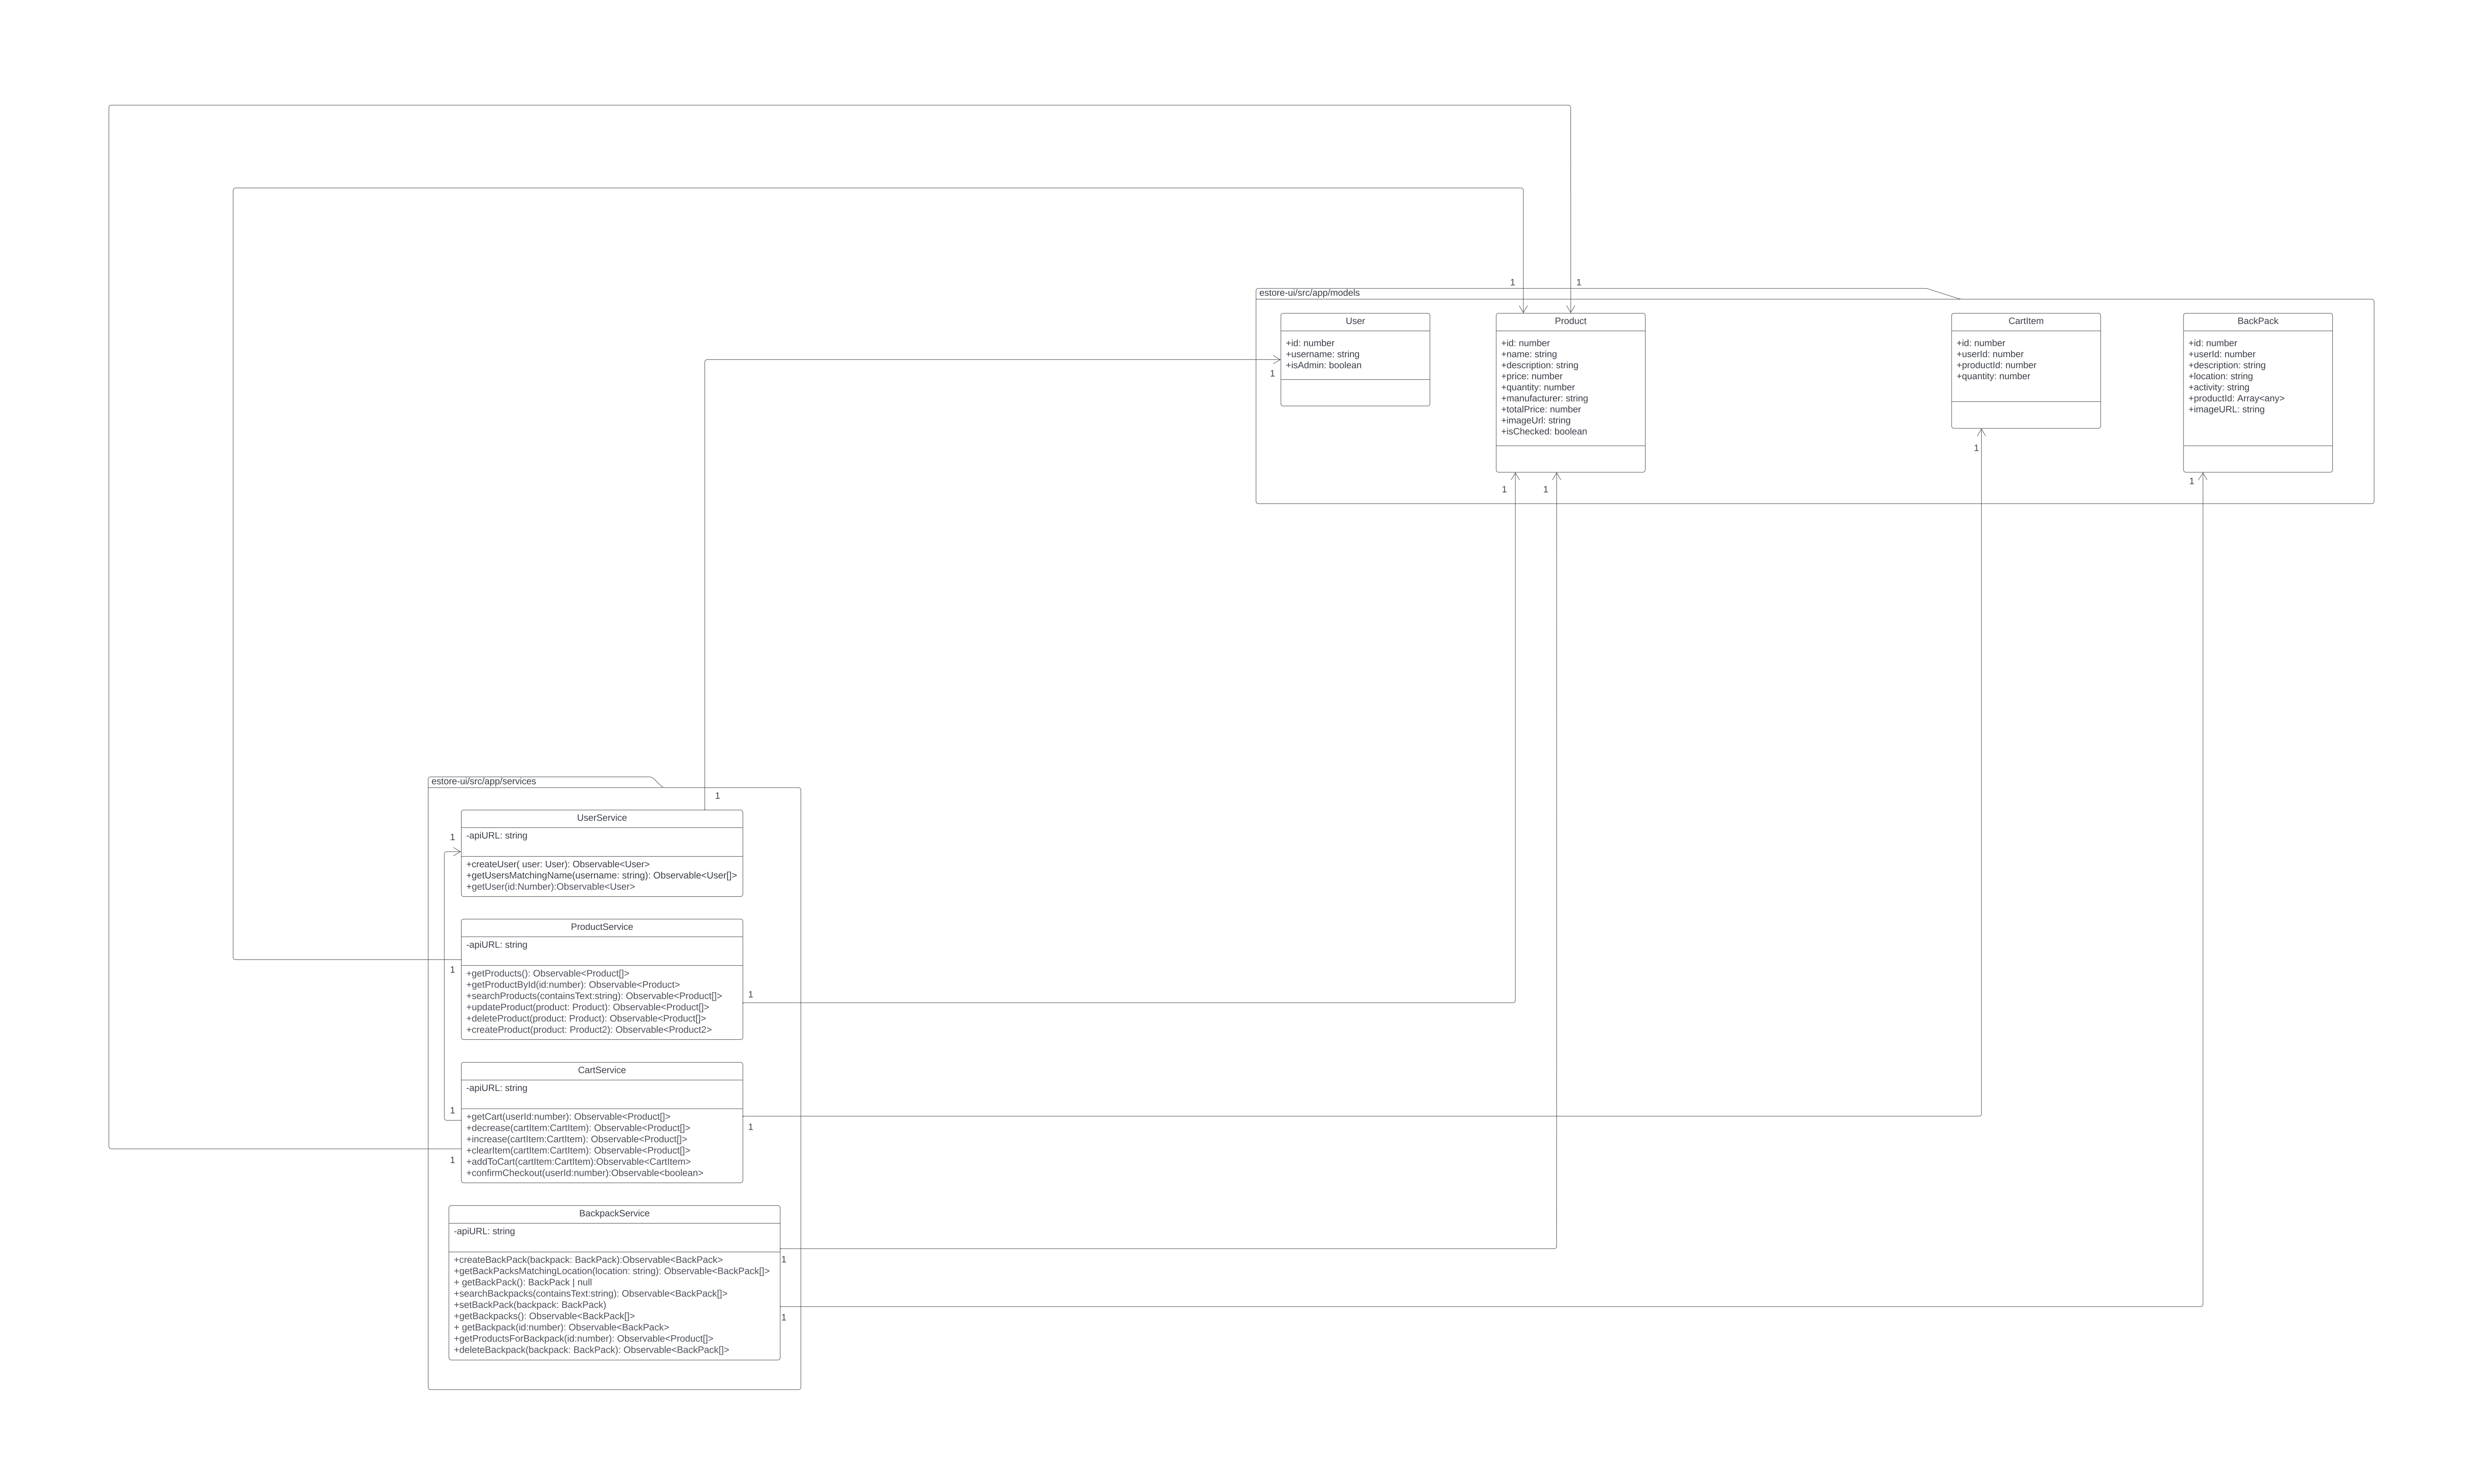 1
1
estore-ui/src/app/models
User
+id: number
+username: string
+isAdmin: boolean
1
Product
+id: number
+name: string
+description: string
+price: number
+quantity: number
+manufacturer: string
+totalPrice: number
+imageUrl: string
+isChecked: boolean
1
1
CartItem
+id: number
+userId: number
+productId: number
+quantity: number
1
BackPack
+id: number
+userId: number
+description: string
+location: string
+activity: string
+productId: Array<any>
+imageURL: string
1
estore-ui/src/app/services
1
UserService
1
-apiURL: string
+createUser( user: User): Observable<User>
+getUsersMatchingName(username: string): Observable<User[]>
+getUser(id:Number):Observable<User>
ProductService
-apiURL: string
1
+getProducts(): Observable<Product[]>
+getProductById(id:number): Observable<Product>
+searchProducts(containsText:string): Observable<Product[]>
+updateProduct(product: Product): Observable<Product[]>
+deleteProduct(product: Product): Observable<Product[]>
+createProduct(product: Product2): Observable<Product2>
1
CartService
-apiURL: string
1
+getCart(userId:number): Observable<Product[]>
+decrease(cartItem:CartItem): Observable<Product[]>
+increase(cartItem:CartItem): Observable<Product[]>
+clearItem(cartItem:CartItem): Observable<Product[]>
+addToCart(cartItem:CartItem):Observable<CartItem>
+confirmCheckout(userId:number):Observable<boolean>
1
1
BackpackService
-apiURL: string
+createBackPack(backpack: BackPack):Observable<BackPack>
+getBackPacksMatchingLocation(location: string): Observable<BackPack[]>
+ getBackPack(): BackPack | null
+searchBackpacks(containsText:string): Observable<BackPack[]>
+setBackPack(backpack: BackPack)
+getBackpacks(): Observable<BackPack[]>
+ getBackpack(id:number): Observable<BackPack>
+getProductsForBackpack(id:number): Observable<Product[]>
+deleteBackpack(backpack: BackPack): Observable<BackPack[]>
1
1